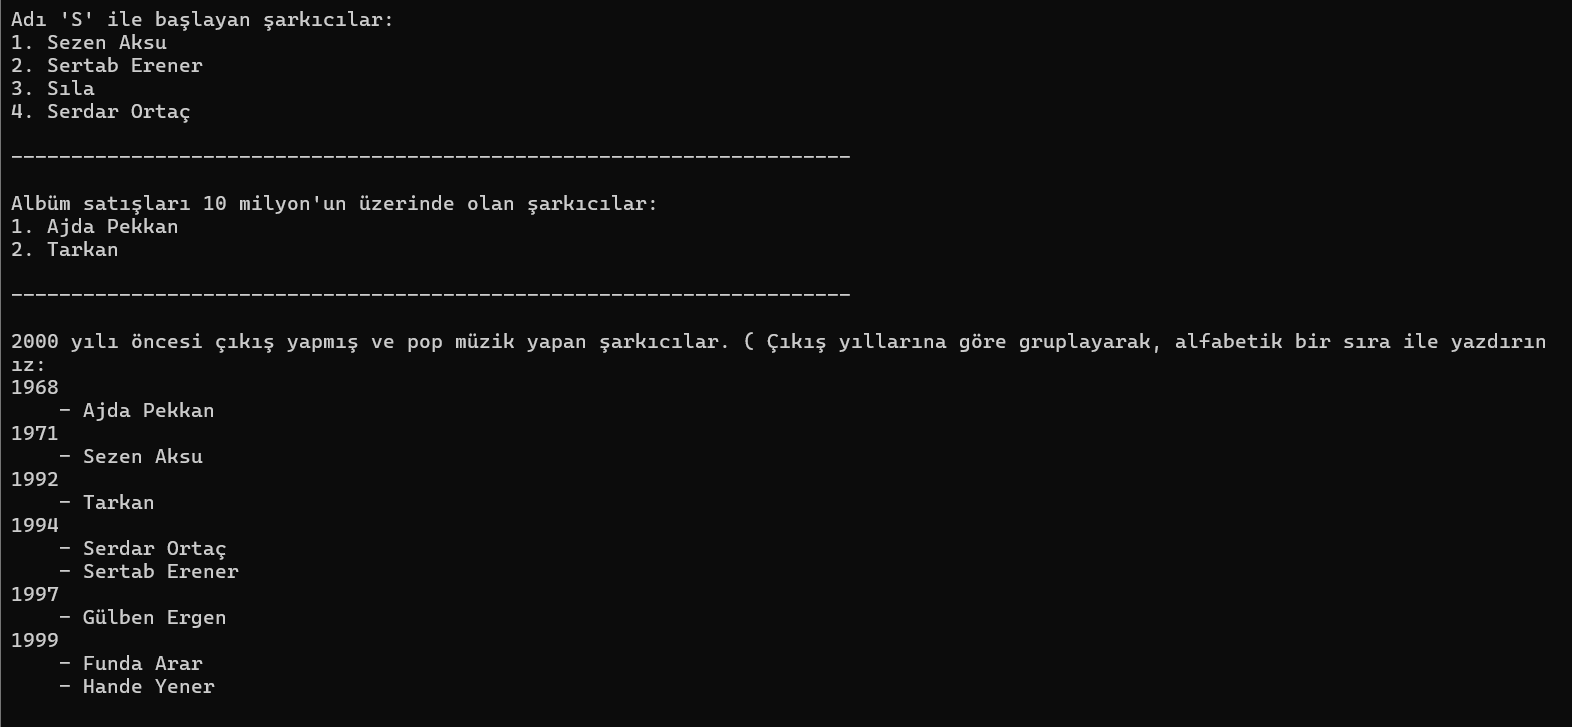 Adı 'S' ile başlayan şarkıcılar:
1. Sezen Aksu
2. Sertab Erener
3. Sıla
4. Serdar Ortaç
----------------------------------------------------------------------
Albüm satışları 10 milyon'un üzerinde olan şarkıcılar:
1. Ajda Pekkan
2. Tarkan
----------------------------------------------------------------------
2000 yılı öncesi çıkış yapmış ve pop müzik yapan şarkıcılar. ( Çıkış yıllarına göre gruplayarak, alfabetik bir sıra ile yazdırın
ız:
1968
    - Ajda Pekkan
1971
    - Sezen Aksu
1992
    - Tarkan
1994
    - Serdar Ortaç
    - Sertab Erener
1997
    - Gülben Ergen
1999
    - Funda Arar
    - Hande Yener